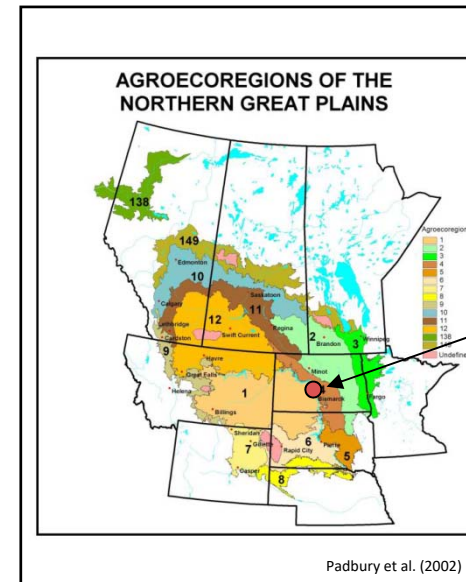 AGROECOREGIONS OF THE
NORTHERN GREAT PLAINS
138
149
Edmonton
10
Saskatoon
Calgary
11
12
Regina
2
3
Winnipeg
Lethbridge
Swift Current
Brandon
Cardston
9
Havre
Minot
Great Falls
Helena
1
Bismarck
Fargo
Billings
Sheridan
6
Pierre
7
Gillette
Rapid City
5
Casper
8
Agroecoregion
1
2
3
4
5
6
7
8
9
10
11
12
138
149
Undefined
Padbury et al. (2002)